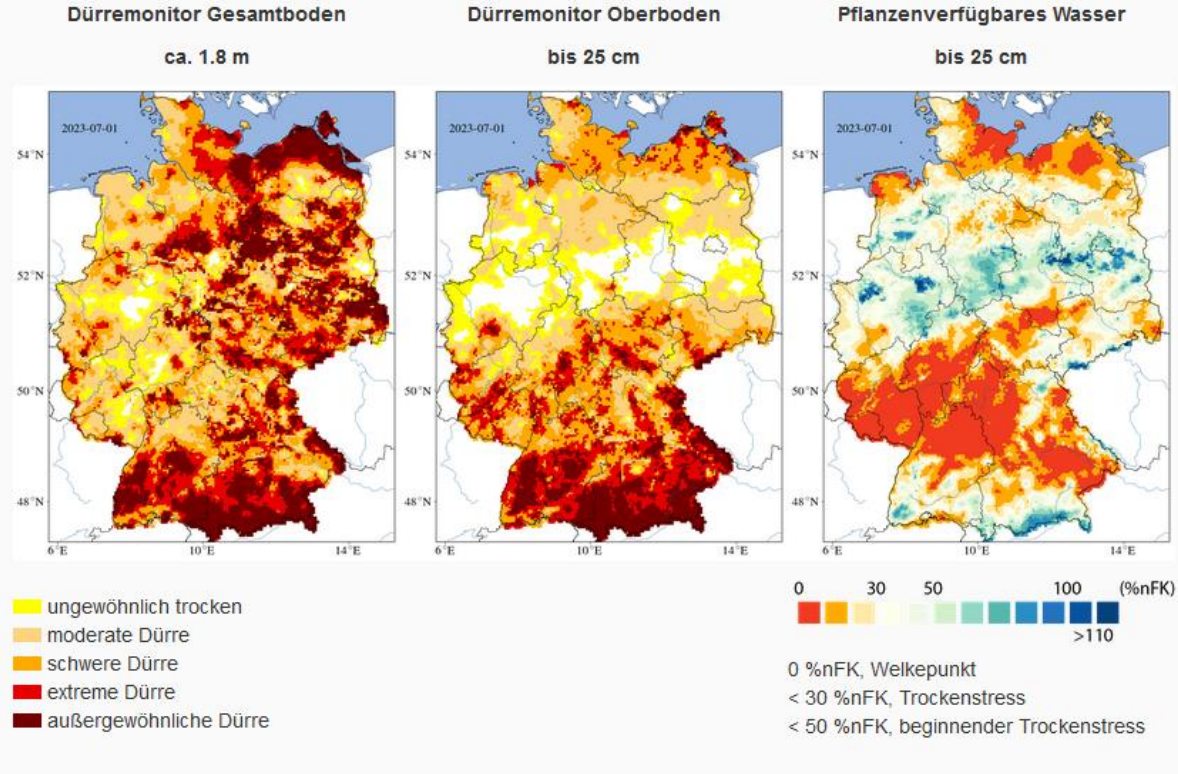 Dürremonitor Gesamtboden
ca. 1.8 m
Dürremonitor Oberboden
bis 25 cm
Pflanzenverfügbares Wasser
bis 25 cm
2023-07-01
54°N
52°N
50°N
48°N
6°E
10°E
14°E
2023-07-01
54°N
52°N
50°N
48°N
6°E
10°E
14°E
2023-07-01
54°N
52°N
50°N
48°N
6°E
10°E
14°E
ungewöhnlich trocken
moderate Dürre
schwere Dürre
extreme Dürre
außergewöhnliche Dürre
0 30 50 100 (%nFK)
>110
0 %nFK, Welkepunkt
< 30 %nFK, Trockenstress
< 50 %nFK, beginnender Trockenstress